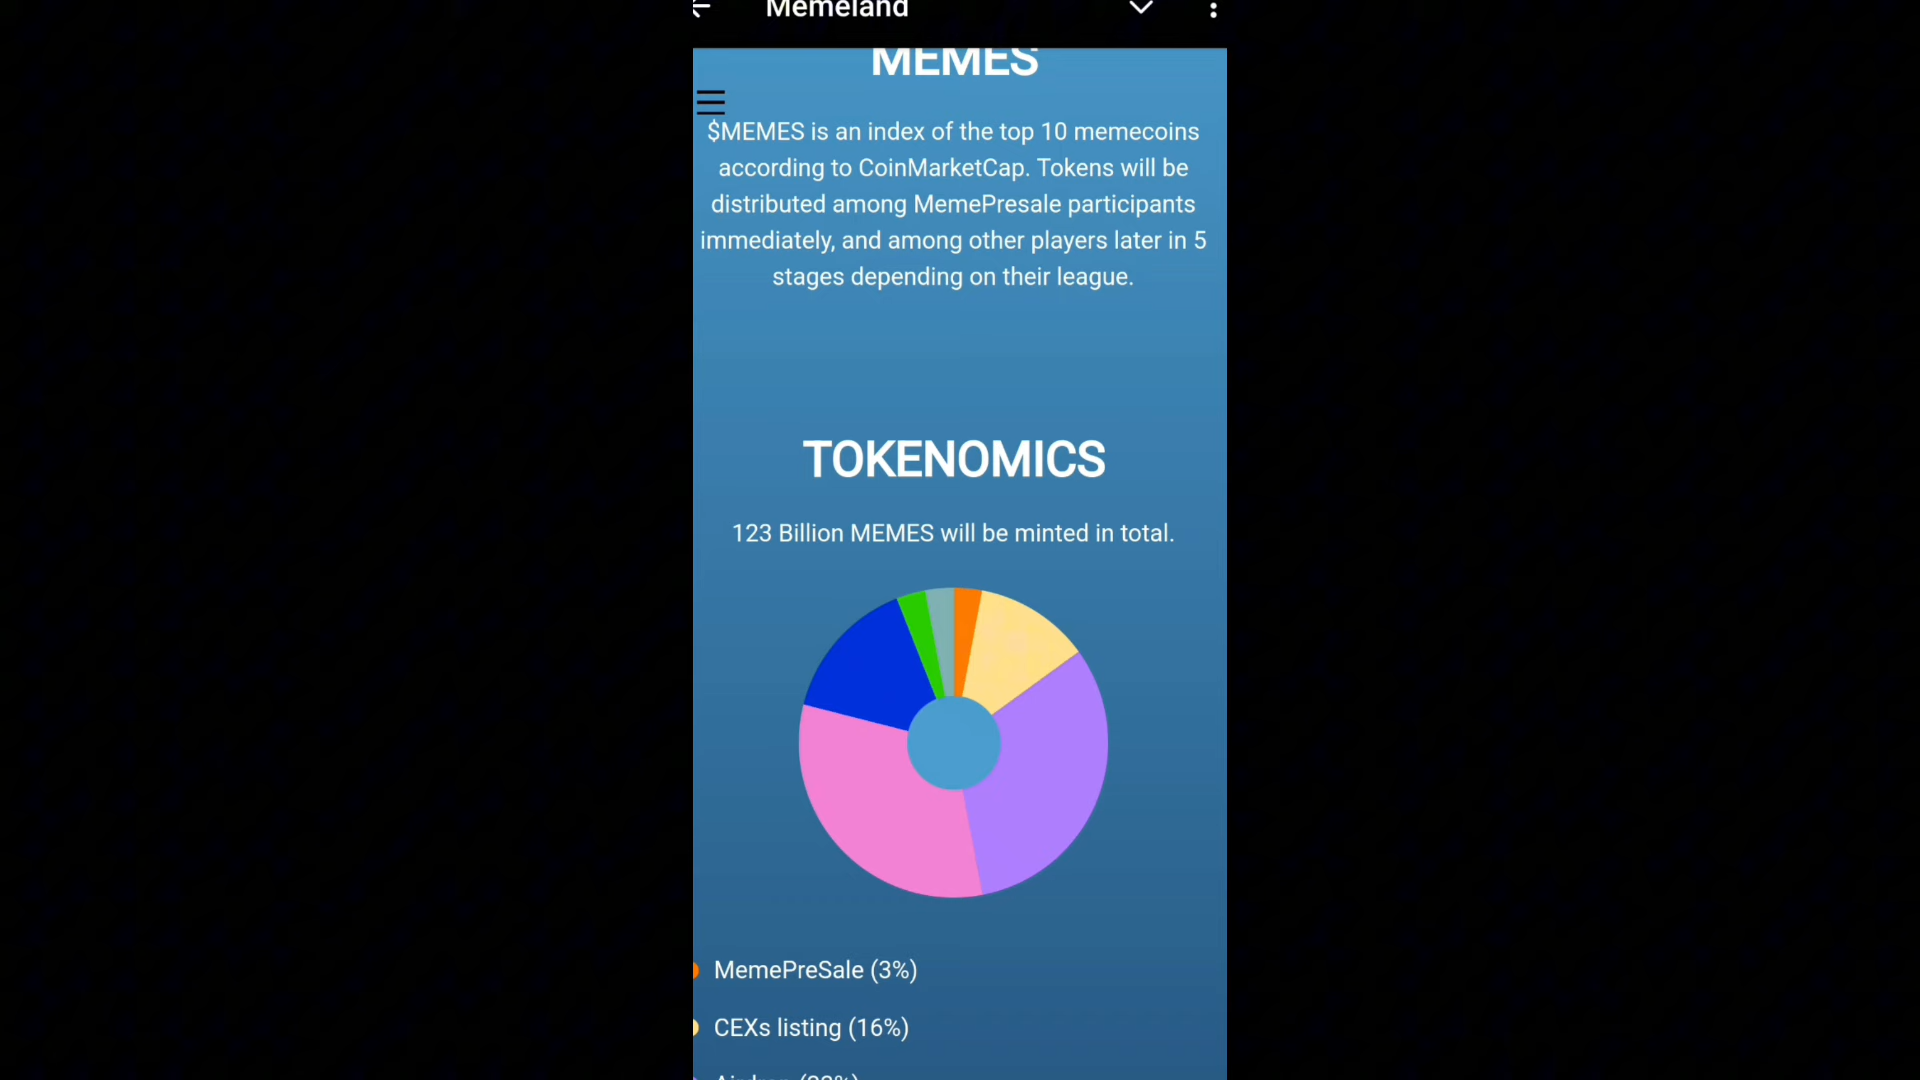 Memeland
MEMES
$MEMES is an index of the top 10 memecoins
according to CoinMarketCap. Tokens will be
distributed among MemePresale participants
immediately, and among other players later in 5
stages depending on their league.
TOKENOMICS
123 Billion MEMES will be minted in total.
MemePreSale (3%)
CEXs listing (16%)